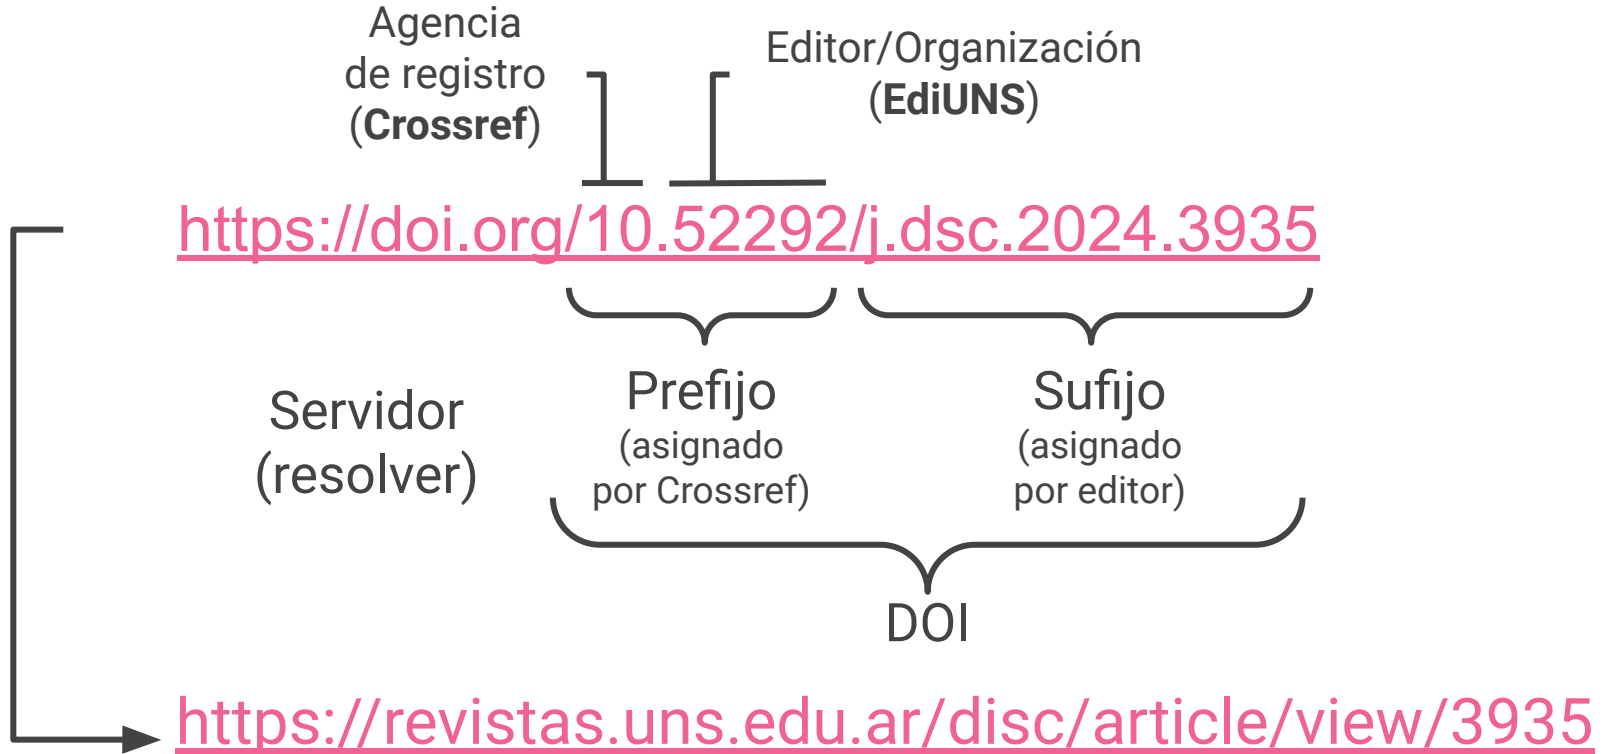 Agencia
de registro
(Crossref)
Editor/Organización
(EdiUNS)
https://doi.org/10.52292/j.dsc.2024.3935
Servidor
(resolver)
Prefijo
(asignado
por Crossref)
Sufijo
(asignado
por editor)
DOI
https://revistas.uns.edu.ar/disc/article/view/3935